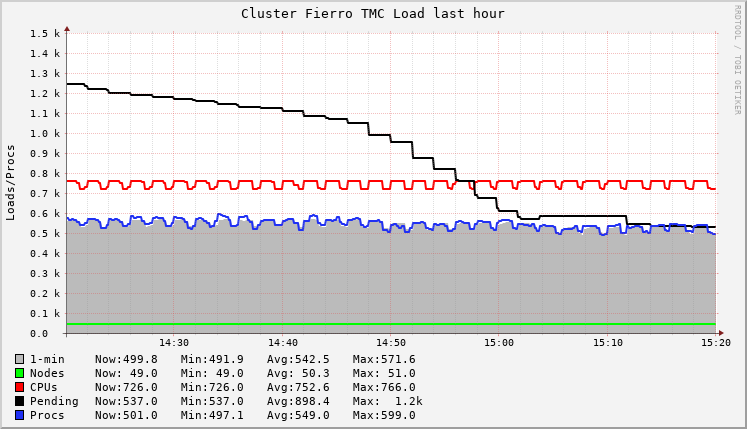 Cluster Fierro TMC Load last hour
RRDTOOL / TOBI OETIKER
Loads/Procs
1.5 k
1.4 k
1.3 k
1.2 k
1.1 k
1.0 k
0.9 k
0.8 k
0.7 k
0.6 k
0.5 k
0.4 k
0.3 k
0.2 k
0.1 k
0.0
14:30 14:40 14:50 15:00 15:10 15:20
1-min Now:499.8 Min:491.9 Avg:542.5 Max:571.6
Nodes Now: 49.0 Min: 49.0 Avg: 50.3 Max: 51.0
CPUs Now:726.0 Min:726.0 Avg:752.6 Max:766.0
Pending Now:537.0 Min:537.0 Avg:898.4 Max: 1.2k
Procs Now:501.0 Min:497.1 Avg:549.0 Max:599.0